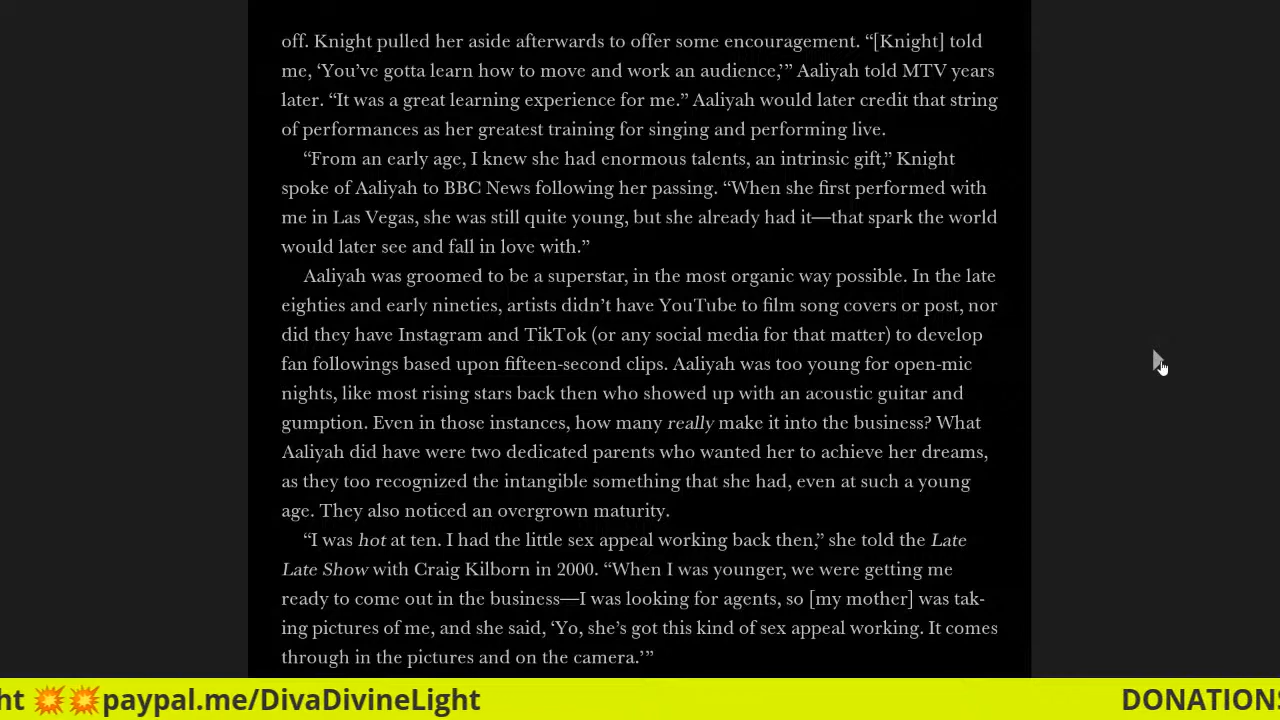 off. Knight pulled her aside afterwards to offer some encouragement. “[Knight] told
me, ‘You’ve gotta learn how to move and work an audience,’” Aaliyah told MTV years
later. “It was a great learning experience for me.” Aaliyah would later credit that string
of performances as her greatest training for singing and performing live.
“From an early age, I knew she had enormous talents, an intrinsic gift,” Knight
spoke of Aaliyah to BBC News following her passing. “When she first performed with
me in Las Vegas, she was still quite young, but she already had it—that spark the world
would later see and fall in love with.”
Aaliyah was groomed to be a superstar, in the most organic way possible. In the late
eighties and early nineties, artists didn’t have YouTube to film song covers or post, nor
did they have Instagram and TikTok (or any social media for that matter) to develop
fan followings based upon fifteen-second clips. Aaliyah was too young for open-mic
nights, like most rising stars back then who showed up with an acoustic guitar and
gumption. Even in those instances, how many really make it into the business? What
Aaliyah did have were two dedicated parents who wanted her to achieve her dreams,
as they too recognized the intangible something that she had, even at such a young
age. They also noticed an overgrown maturity.
“I was hot at ten. I had the little sex appeal working back then,” she told the Late
Late Show with Craig Kilborn in 2000. “When I was younger, we were getting me
ready to come out in the business—I was looking for agents, so [my mother] was tak-
ing pictures of me, and she said, ‘Yo, she’s got this kind of sex appeal working. It comes
through in the pictures and on the camera.’”
ht 💥💥paypal.me/DivaDivineLight DONATIONS